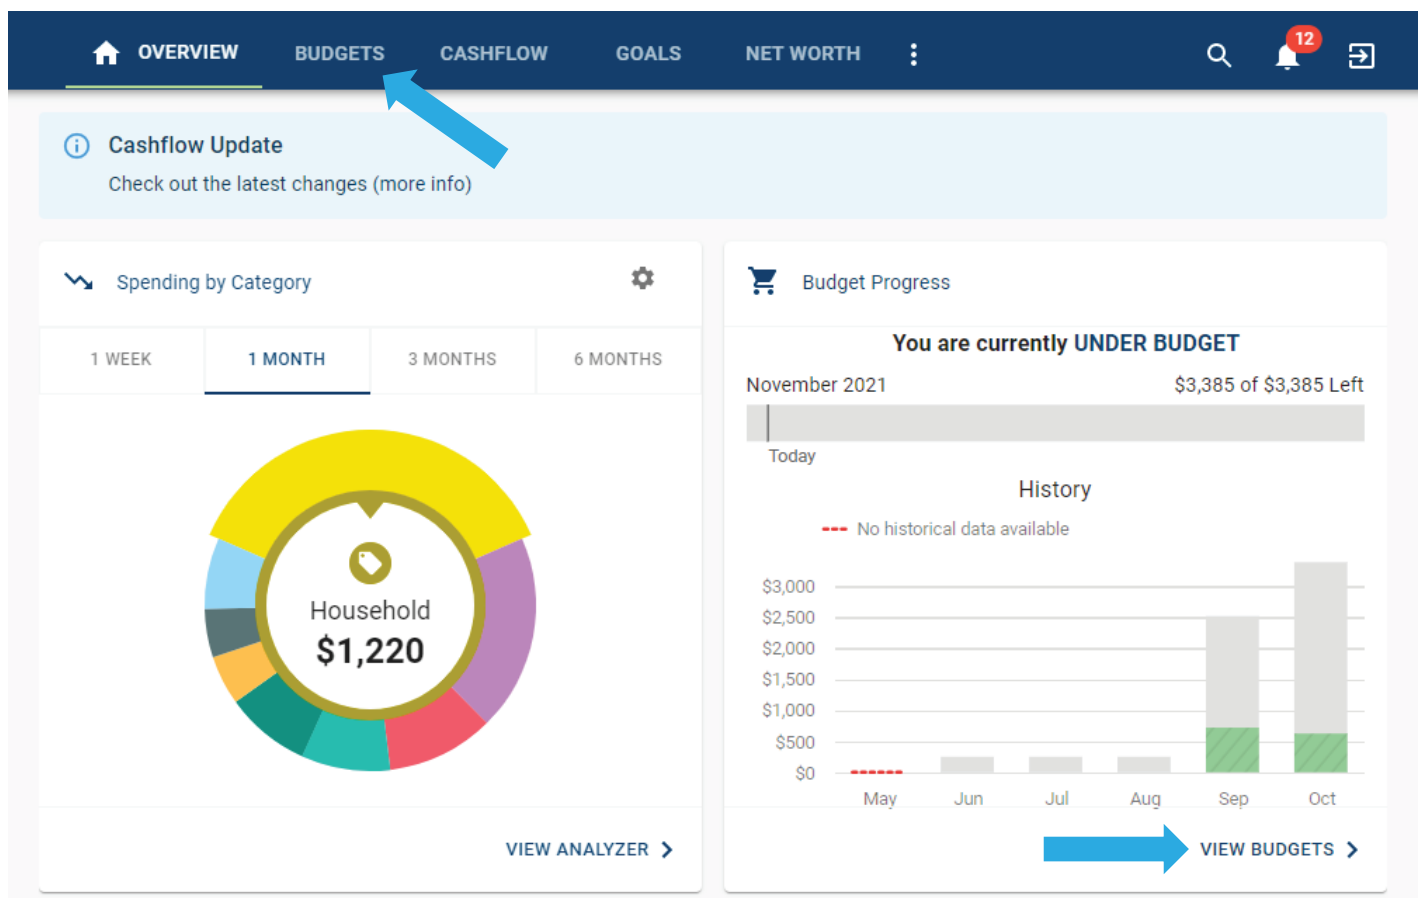 OVERVIEW BUDGETS CASHFLOW GOALS NET WORTH 12
Cashflow Update
Check out the latest changes (more info)
Spending by Category
1 WEEK 1 MONTH 3 MONTHS 6 MONTHS
Household
$1,220
VIEW ANALYZER
Budget Progress
You are currently UNDER BUDGET
November 2021 $3,385 of $3,385 Left
Today
History
No historical data available
$3,000
$2,500
$2,000
$1,500
$1,000
$500
$0
May Jun Jul Aug Sep Oct
VIEW BUDGETS